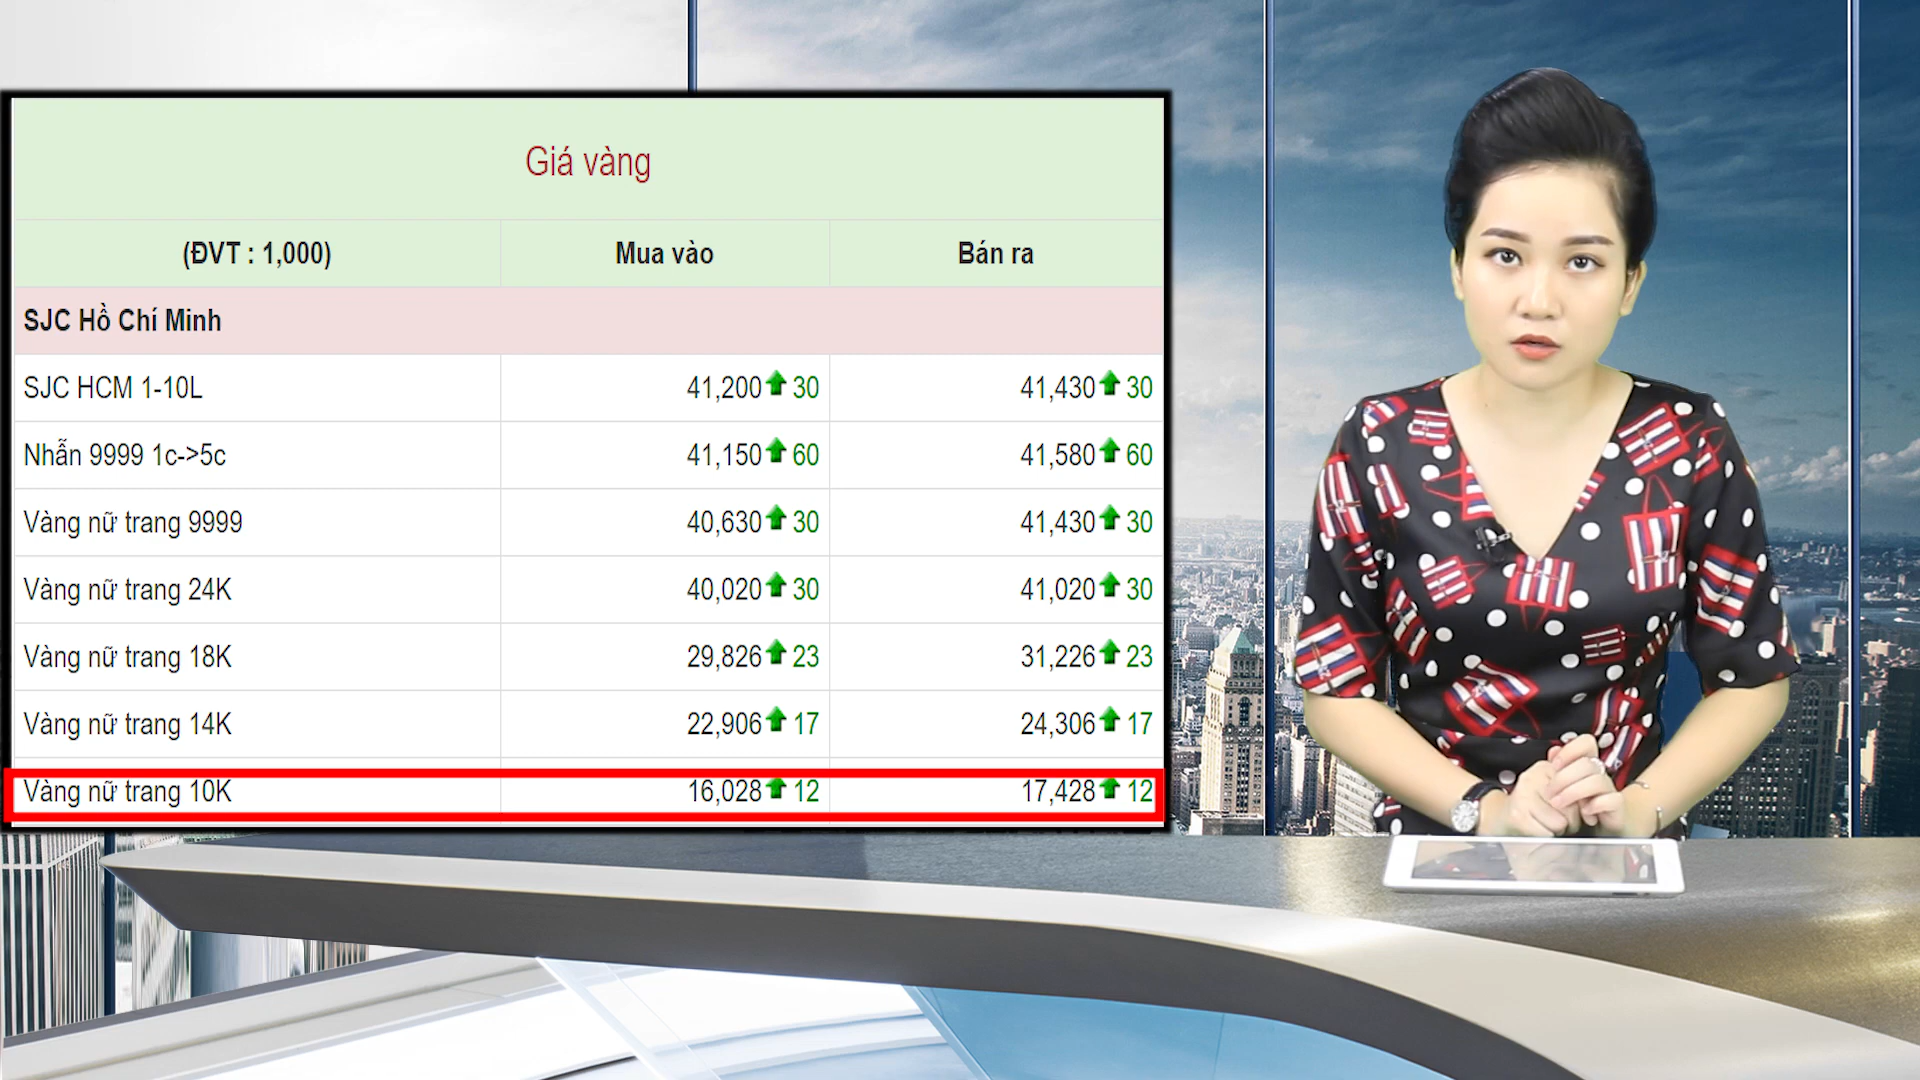 Giá vàng
(ĐVT : 1,000) Mua vào Bán ra
SJC Hồ Chí Minh
SJC HCM 1-10L 41,200 30 41,430 30
Nhẫn 9999 1c->5c 41,150 60 41,580 60
Vàng nữ trang 9999 40,630 30 41,430 30
Vàng nữ trang 24K 40,020 30 41,020 30
Vàng nữ trang 18K 29,826 23 31,226 23
Vàng nữ trang 14K 22,906 17 24,306 17
Vàng nữ trang 10K 16,028 12 17,428 12